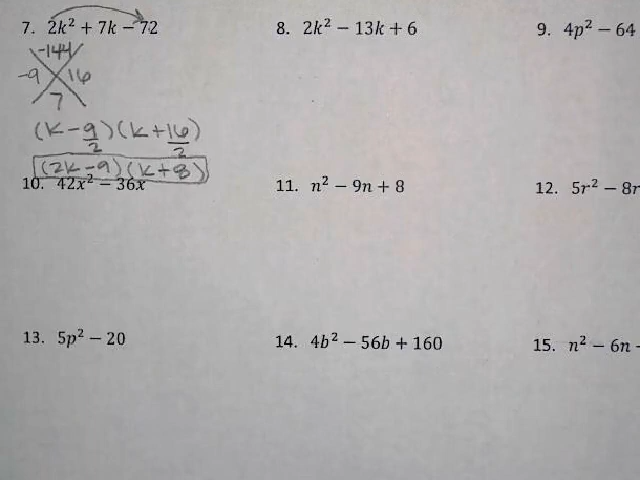 7. 2k² + 7k − 72
8. 2k² − 13k + 6
9. 4p² − 64
-144
-9 16
7
(k-9/2)(k+16/2)
(2k-9)(k+8)
10. 42x² − 36x
11. n² − 9n + 8
12. 5r² − 8r
13. 5p² − 20
14. 4b² − 56b + 160
15. n² − 6n -